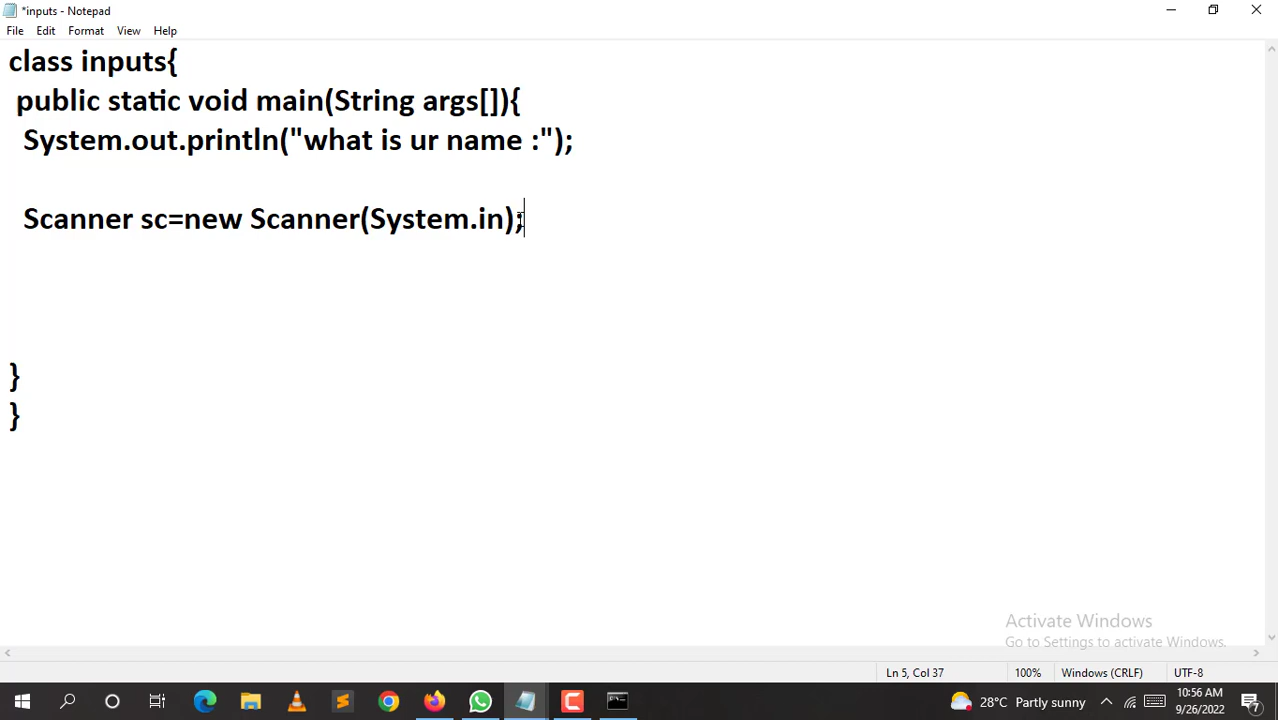 *inputs - Notepad
File Edit Format View Help
class inputs{
public static void main(String args[]){
System.out.println("what is ur name :");
Scanner sc=new Scanner(System.in);
}
}
Activate Windows
Go to Settings to activate Windows.
Ln 5, Col 37 100% Windows (CRLF) UTF-8
28°C Partly sunny 10:56 AM
9/26/2022 7